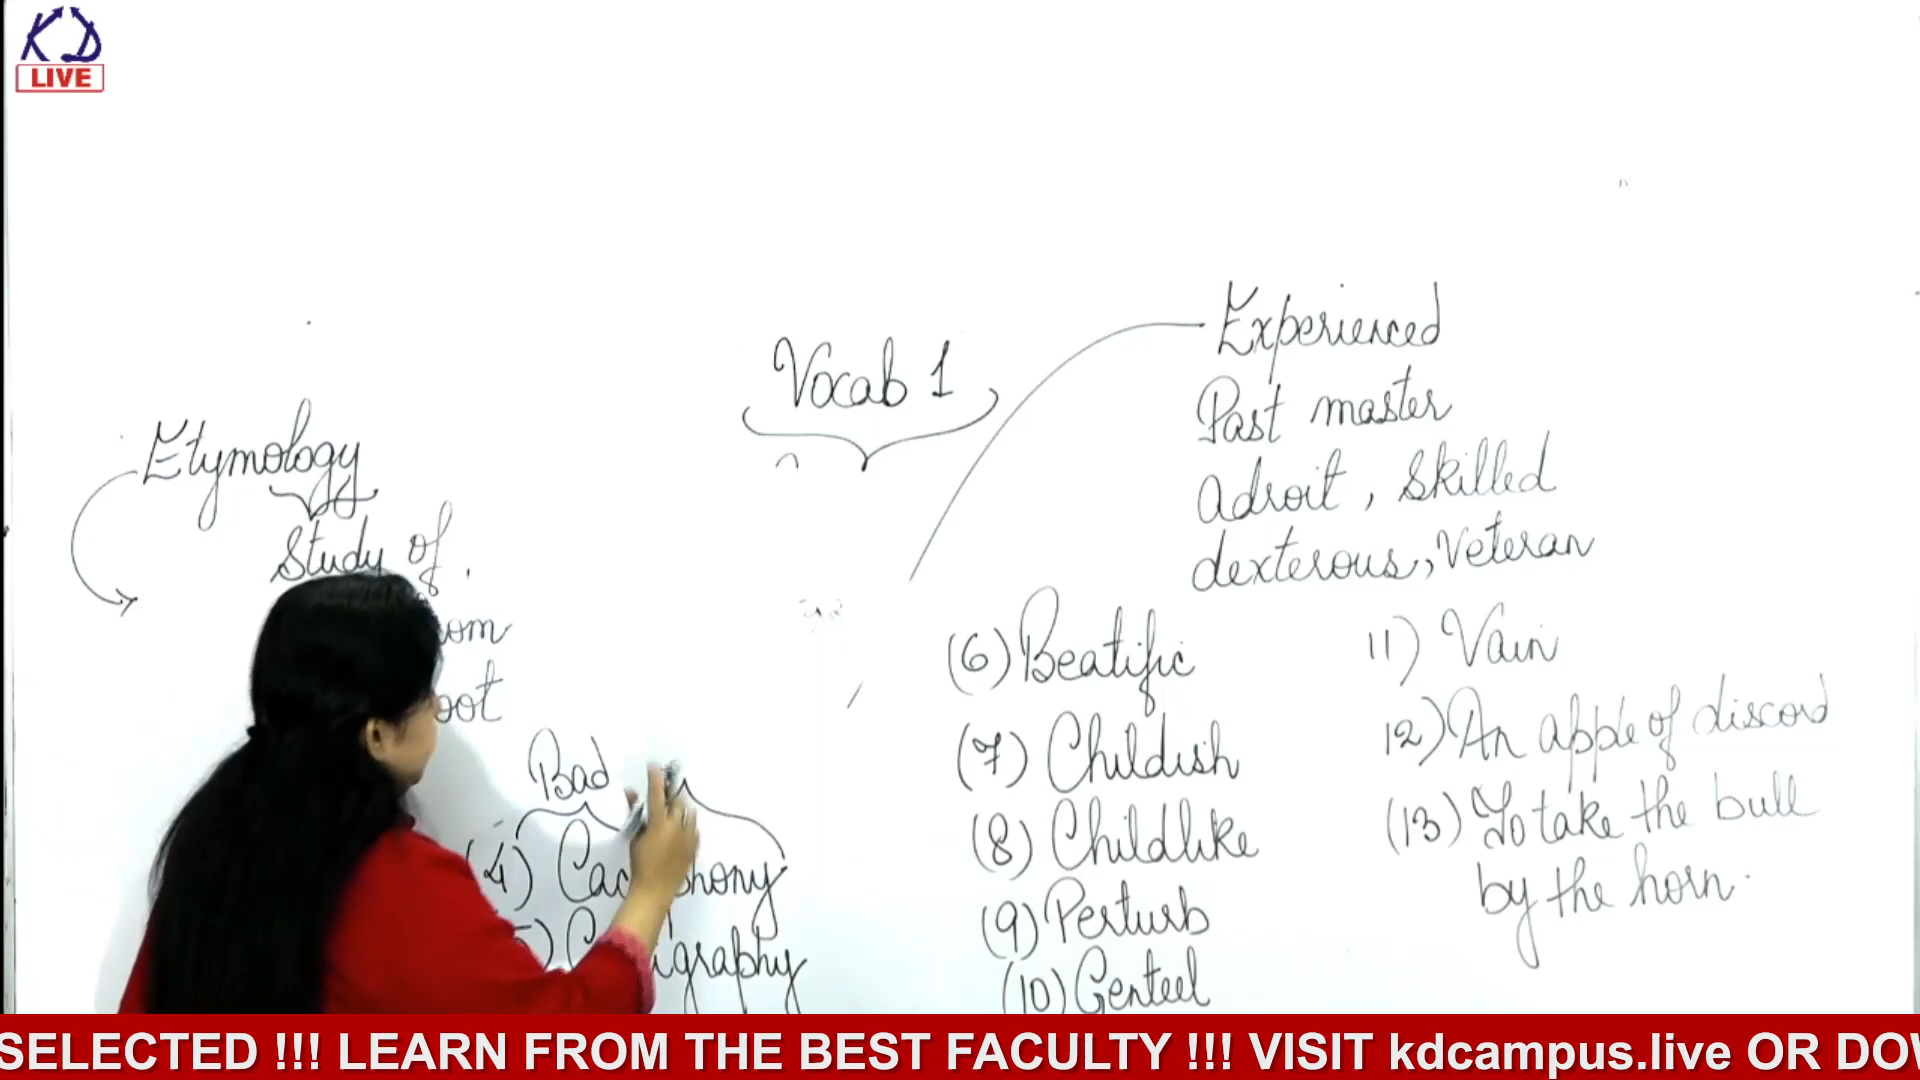 KD
LIVE
Vocab 1
Etymology
Study of
Experienced
Past master
Adroit, Skilled
dexterous, Veteran
Bad
(4) Cacophony
(6) Beatific
(7) Childish
(8) Childlike
(9) Perturb
(10) Genteel
11) Vain
12) An apple of discord
(13) To take the bull
by the horn.
SELECTED !!! LEARN FROM THE BEST FACULTY !!! VISIT kdcampus.live OR DOW